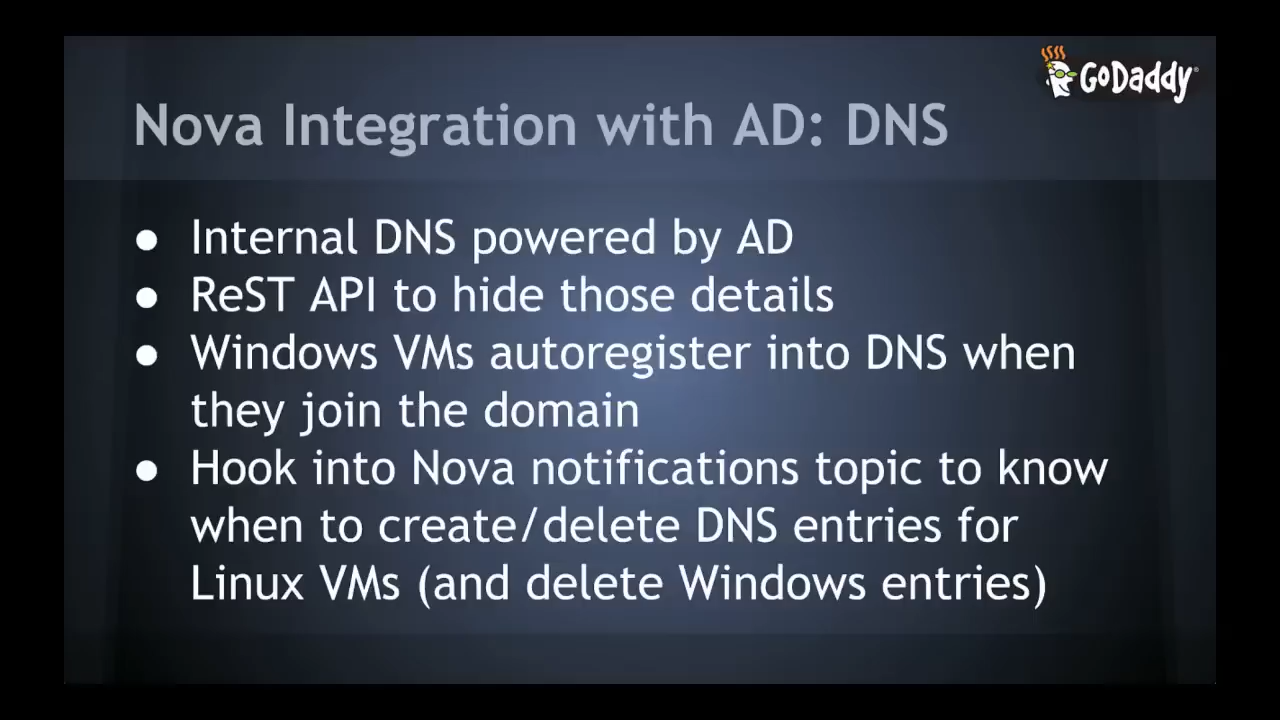 GoDaddy
Nova Integration with AD: DNS
● Internal DNS powered by AD
● ReST API to hide those details
● Windows VMs autoregister into DNS when
they join the domain
● Hook into Nova notifications topic to know
when to create/delete DNS entries for
Linux VMs (and delete Windows entries)